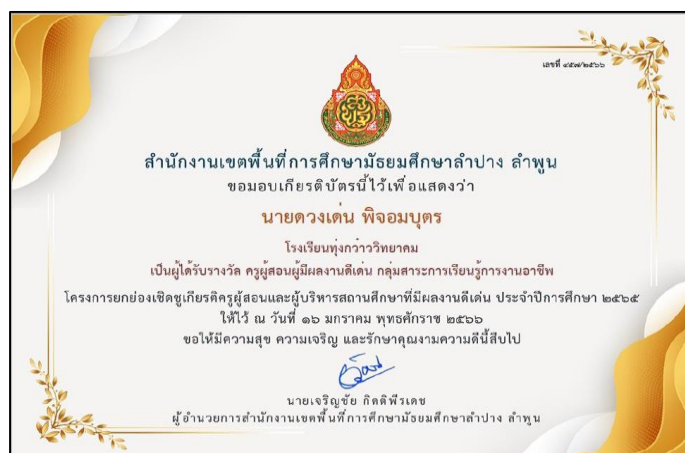 เลขที่ ๔๕๗/๒๕๖๖
สำนักงานเขตพื้นที่การศึกษามัธยมศึกษาลำปาง ลำพูน
ขอมอบเกียรติบัตรนี้ไว้เพื่อแสดงว่า
นายดวงเด่น พิจอมบุตร
โรงเรียนทุ่งกว๋าววิทยาคม
เป็นผู้ได้รับรางวัล ครูผู้สอนผู้มีผลงานดีเด่น กลุ่มสาระการเรียนรู้การงานอาชีพ
โครงการยกย่องเชิดชูเกียรติครูผู้สอนและผู้บริหารสถานศึกษาที่มีผลงานดีเด่น ประจำปีการศึกษา ๒๕๖๕
ให้ไว้ ณ วันที่ ๑๖ มกราคม พุทธศักราช ๒๕๖๖
ขอให้มีความสุข ความเจริญ และรักษาคุณงามความดีนี้สืบไป
นายเจริญชัย กิตติพีรเดช
ผู้อำนวยการสำนักงานเขตพื้นที่การศึกษามัธยมศึกษาลำปาง ลำพูน